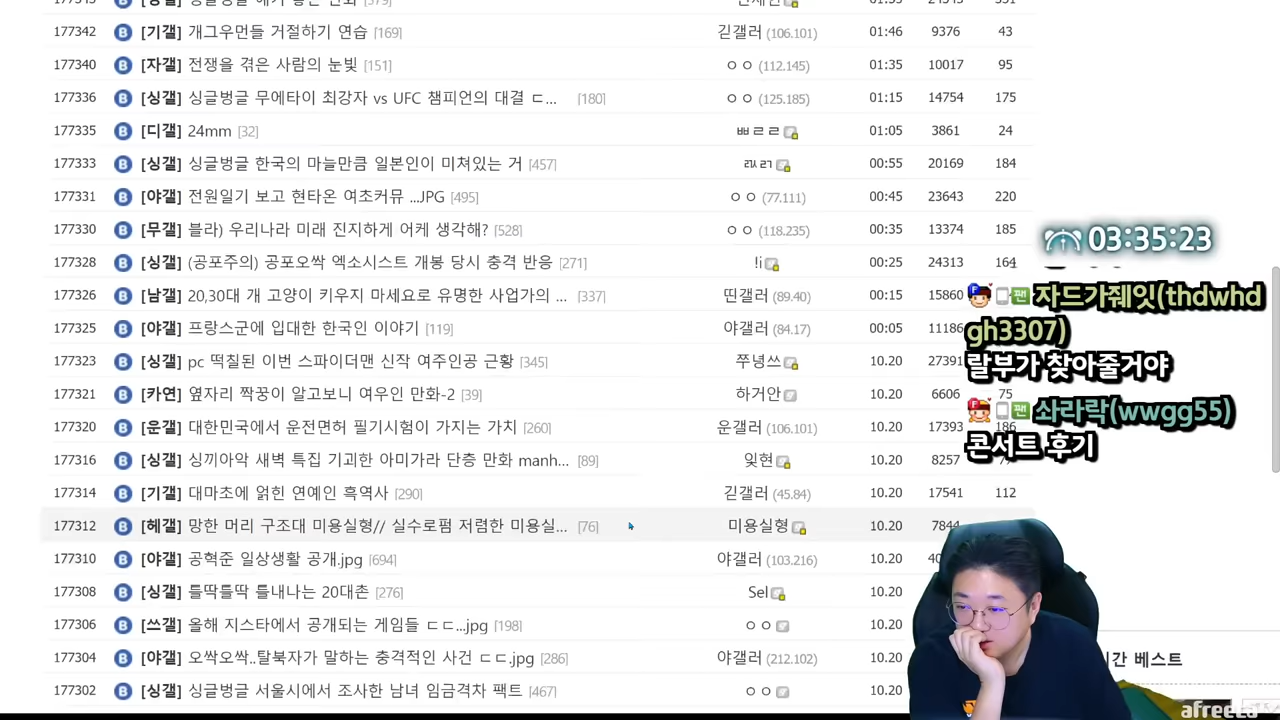 177342 B [기갤] 개그우먼들 거절하기 연습 [169] 긷갤러 (106.101) 01:46 9376 43
177340 B [자갤] 전쟁을 겪은 사람의 눈빛 [151] ㅇㅇ (112.145) 01:35 10017 95
177336 B [싱갤] 싱글벙글 무에타이 최강자 vs UFC 챔피언의 대결 ㄷ... [180] ㅇㅇ (125.185) 01:15 14754 175
177335 B [디갤] 24mm [32] ㅃㄹㄹ 01:05 3861 24
177333 B [싱갤] 싱글벙글 한국의 마늘만큼 일본인이 미쳐있는 거 [457] 00:55 20169 184
177331 B [야갤] 전원일기 보고 현타온 여초커뮤 ...JPG [495] ㅇㅇ (77.111) 00:45 23643 220
177330 B [무갤] 블라) 우리나라 미래 진지하게 어케 생각해? [528] ㅇㅇ (118.235) 00:35 13374 185
177328 B [싱갤] (공포주의) 공포오싹 엑소시스트 개봉 당시 충격 반응 [271] !i 00:25 24313 164
177326 B [남갤] 20,30대 개 고양이 키우지 마세요로 유명한 사업가의 ... [337] 띤갤러 (89.40) 00:15 15860
177325 B [야갤] 프랑스군에 입대한 한국인 이야기 [119] 야갤러 (84.17) 00:05 11186
177323 B [싱갤] pc 떡칠된 이번 스파이더맨 신작 여주인공 근황 [345] 쭈녕쓰 10.20 27391
177321 B [카연] 옆자리 짝꿍이 알고보니 여우인 만화-2 [39] 하거안 10.20 6606 75
177320 B [운갤] 대한민국에서 운전면허 필기시험이 가지는 가치 [260] 운갤러 (106.101) 10.20 17393 186
177316 B [싱갤] 싱끼아악 새벽 특집 기괴한 아미가라 단층 만화 manh... [89] 잊현 10.20 8257
177314 B [기갤] 대마초에 얽힌 연예인 흑역사 [290] 긷갤러 (45.84) 10.20 17541 112
177312 B [헤갤] 망한 머리 구조대 미용실형// 실수로펌 저렴한 미용실... [76] 미용실형 10.20 7844
177310 B [야갤] 공혁준 일상생활 공개.jpg [694] 야갤러 (103.216) 10.20
177308 B [싱갤] 틀딱틀딱 틀내나는 20대촌 [276] Sel 10.20
177306 B [쓰갤] 올해 지스타에서 공개되는 게임들 ㄷㄷ...jpg [198] ㅇㅇ 10.20
177304 B [야갤] 오싹오싹..탈북자가 말하는 충격적인 사건 ㄷㄷ.jpg [286] 야갤러 (212.102) 10.20
177302 B [싱갤] 싱글벙글 서울시에서 조사한 남녀 임금격차 팩트 [467] ㅇㅇ 10.20
03:35:23
팬 자드가줴잇(thdwhd
gh3307)
랄부가 찾아줄거야
팬 솨라락(wwgg55)
콘서트 후기
베스트